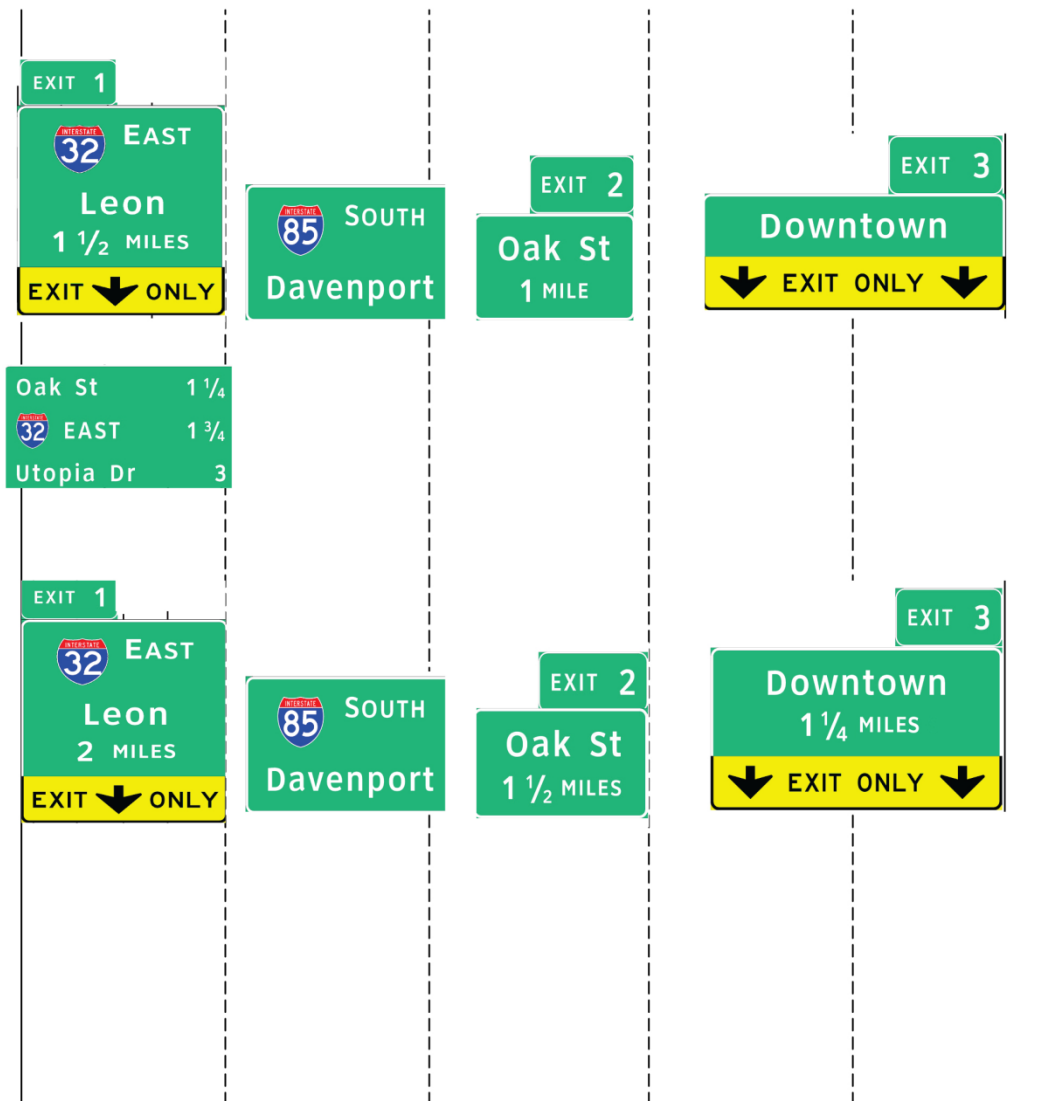 EXIT 1
INTERSTATE
32 EAST
Leon
1 1/2 MILES
EXIT ONLY
INTERSTATE
85 SOUTH
Davenport
EXIT 2
Oak St
1 MILE
EXIT 3
Downtown
EXIT ONLY
Oak St 1 1/4
INTERSTATE
32 EAST 1 3/4
Utopia Dr 3
EXIT 1
INTERSTATE
32 EAST
Leon
2 MILES
EXIT ONLY
INTERSTATE
85 SOUTH
Davenport
EXIT 2
Oak St
1 1/2 MILES
EXIT 3
Downtown
1 1/4 MILES
EXIT ONLY